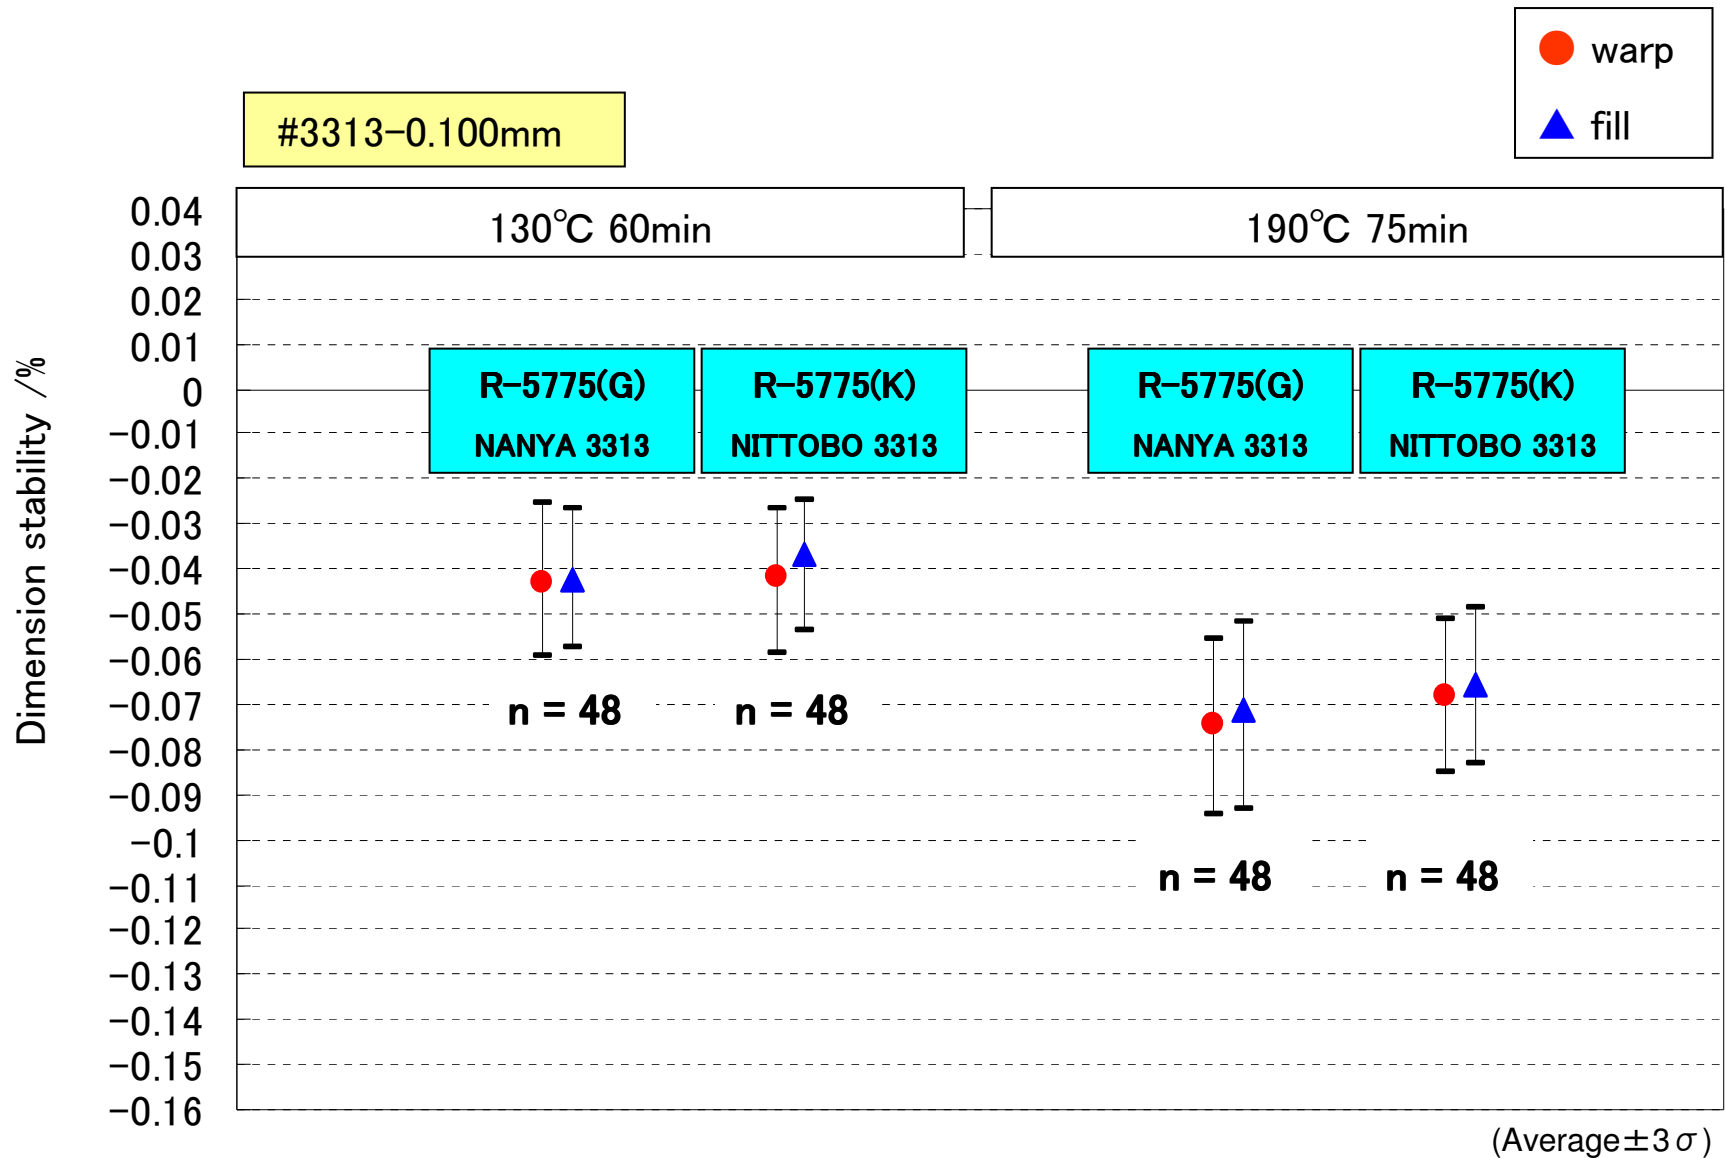 warp
fill
#3313-0.100mm
130℃ 60min
190℃ 75min
Dimension stability /%
0.04
0.03
0.02
0.01
0
-0.01
-0.02
-0.03
-0.04
-0.05
-0.06
-0.07
-0.08
-0.09
-0.1
-0.11
-0.12
-0.13
-0.14
-0.15
-0.16
R-5775(G)
NANYA 3313
R-5775(K)
NITTOBO 3313
R-5775(G)
NANYA 3313
R-5775(K)
NITTOBO 3313
n = 48
n = 48
n = 48
n = 48
(Average±3σ)